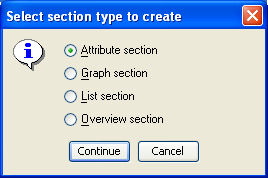 Select section type to create
Attribute section
Graph section
List section
Overview section
Continue
Cancel